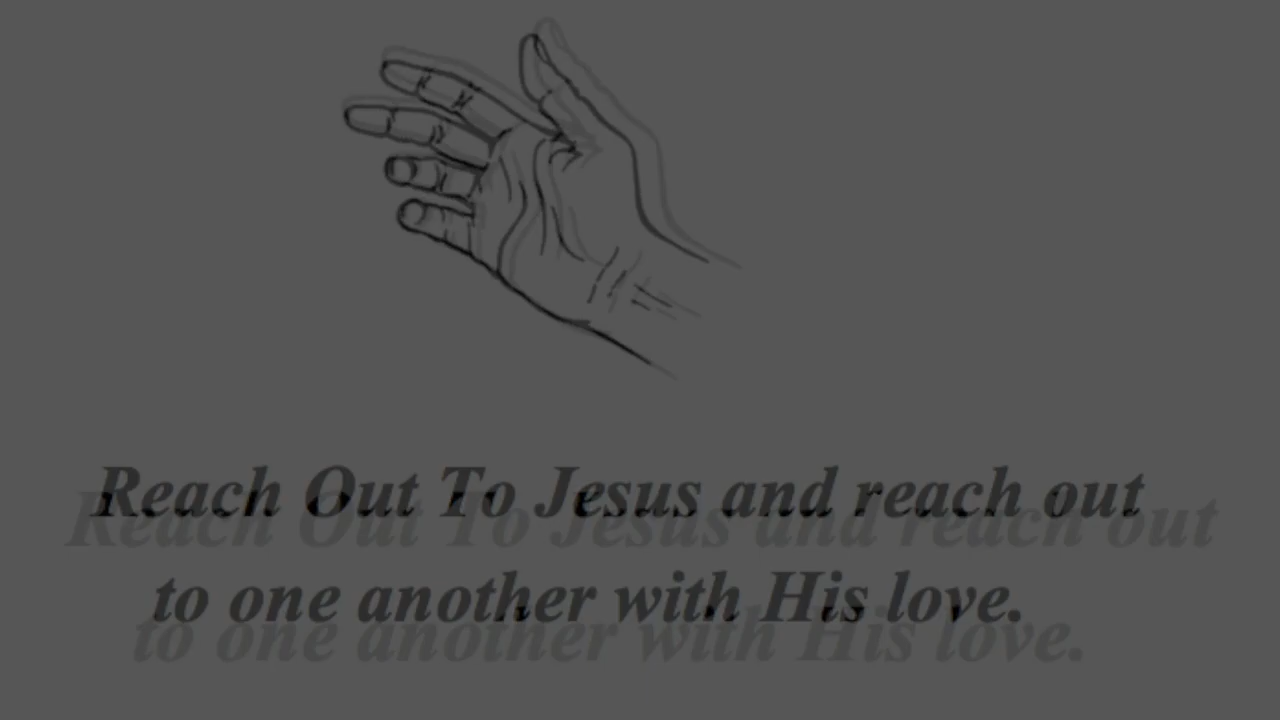 Reach Out To Jesus and reach out
to one another with His love.